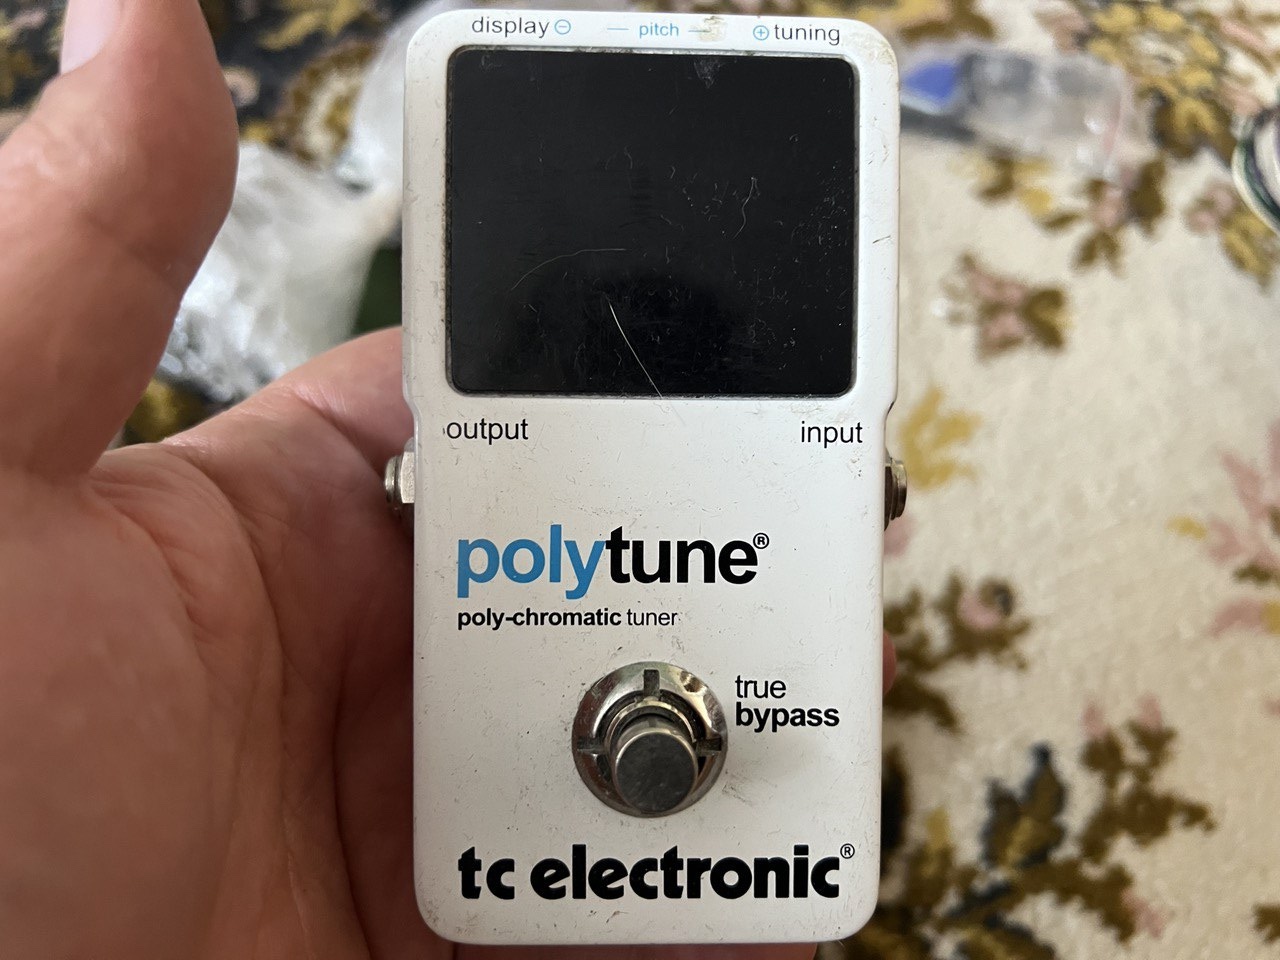 display⊖ — pitch — ⊕tuning
output input
polytune®
poly-chromatic tuner
true
bypass
tc electronic®